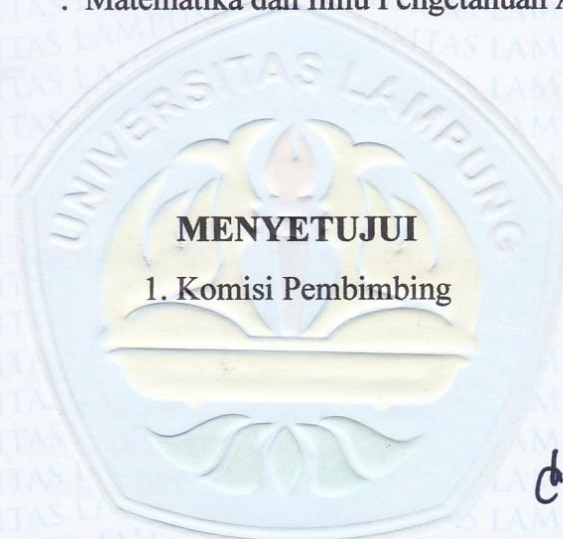 : Matematika dan Ilmu Pengetahuan
UNIVERSITAS LAMPUNG
MENYETUJUI
1. Komisi Pembimbing